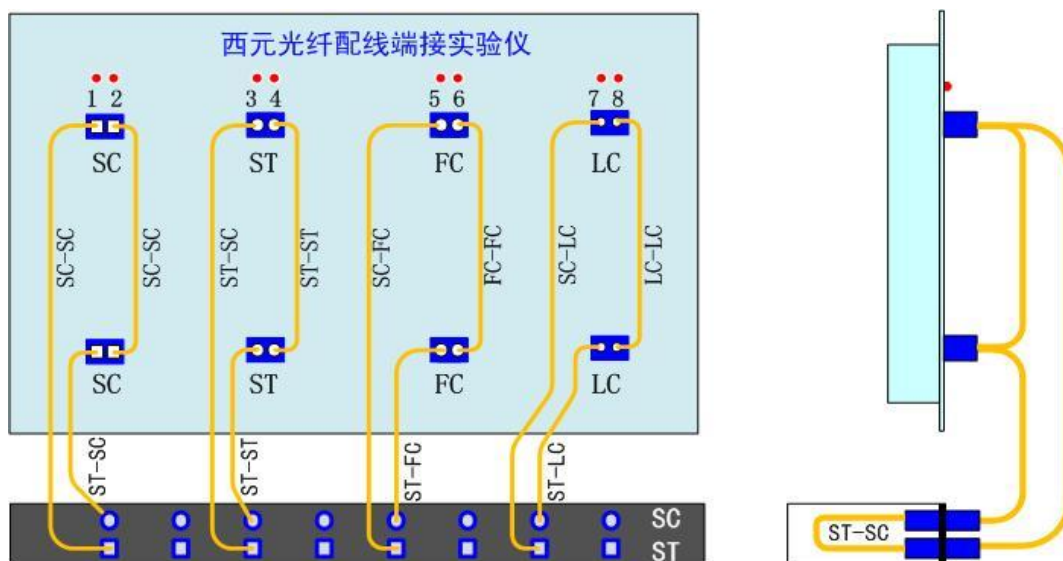 西元光纤配线端接实验仪
1 2
3 4
5 6
7 8
SC
ST
FC
LC
SC-SC
SC-SC
ST-SC
ST-ST
SC-FC
FC-FC
SC-LC
LC-LC
SC
ST
FC
LC
ST-SC
ST-ST
ST-FC
ST-LC
SC
ST
ST-SC